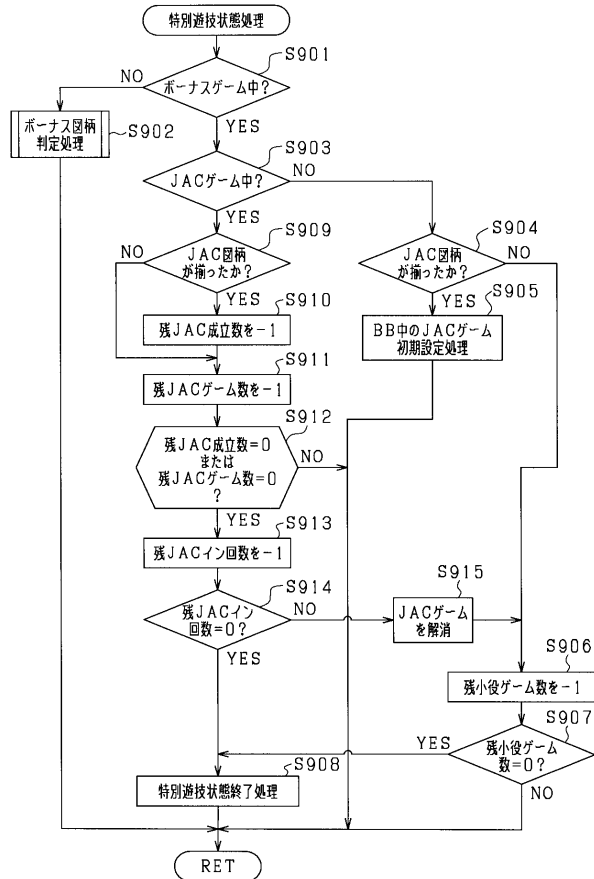 特別遊技状態処理
S901
ボーナスゲーム中?
NO
YES
ボーナス図柄
判定処理
S902
S903
JACゲーム中?
NO
YES
S909
JAC図柄
が揃ったか?
NO
YES
S904
JAC図柄
が揃ったか?
NO
YES
S910
残JAC成立数を-1
S905
BB中のJACゲーム
初期設定処理
S911
残JACゲーム数を-1
S912
残JAC成立数=0
または
残JACゲーム数=0
?
NO
YES
S913
残JACイン回数を-1
S914
残JACイン
回数=0?
NO
YES
S915
JACゲーム
を解消
S906
残小役ゲーム数を-1
S907
残小役ゲーム
数=0?
YES
NO
S908
特別遊技状態終了処理
RET